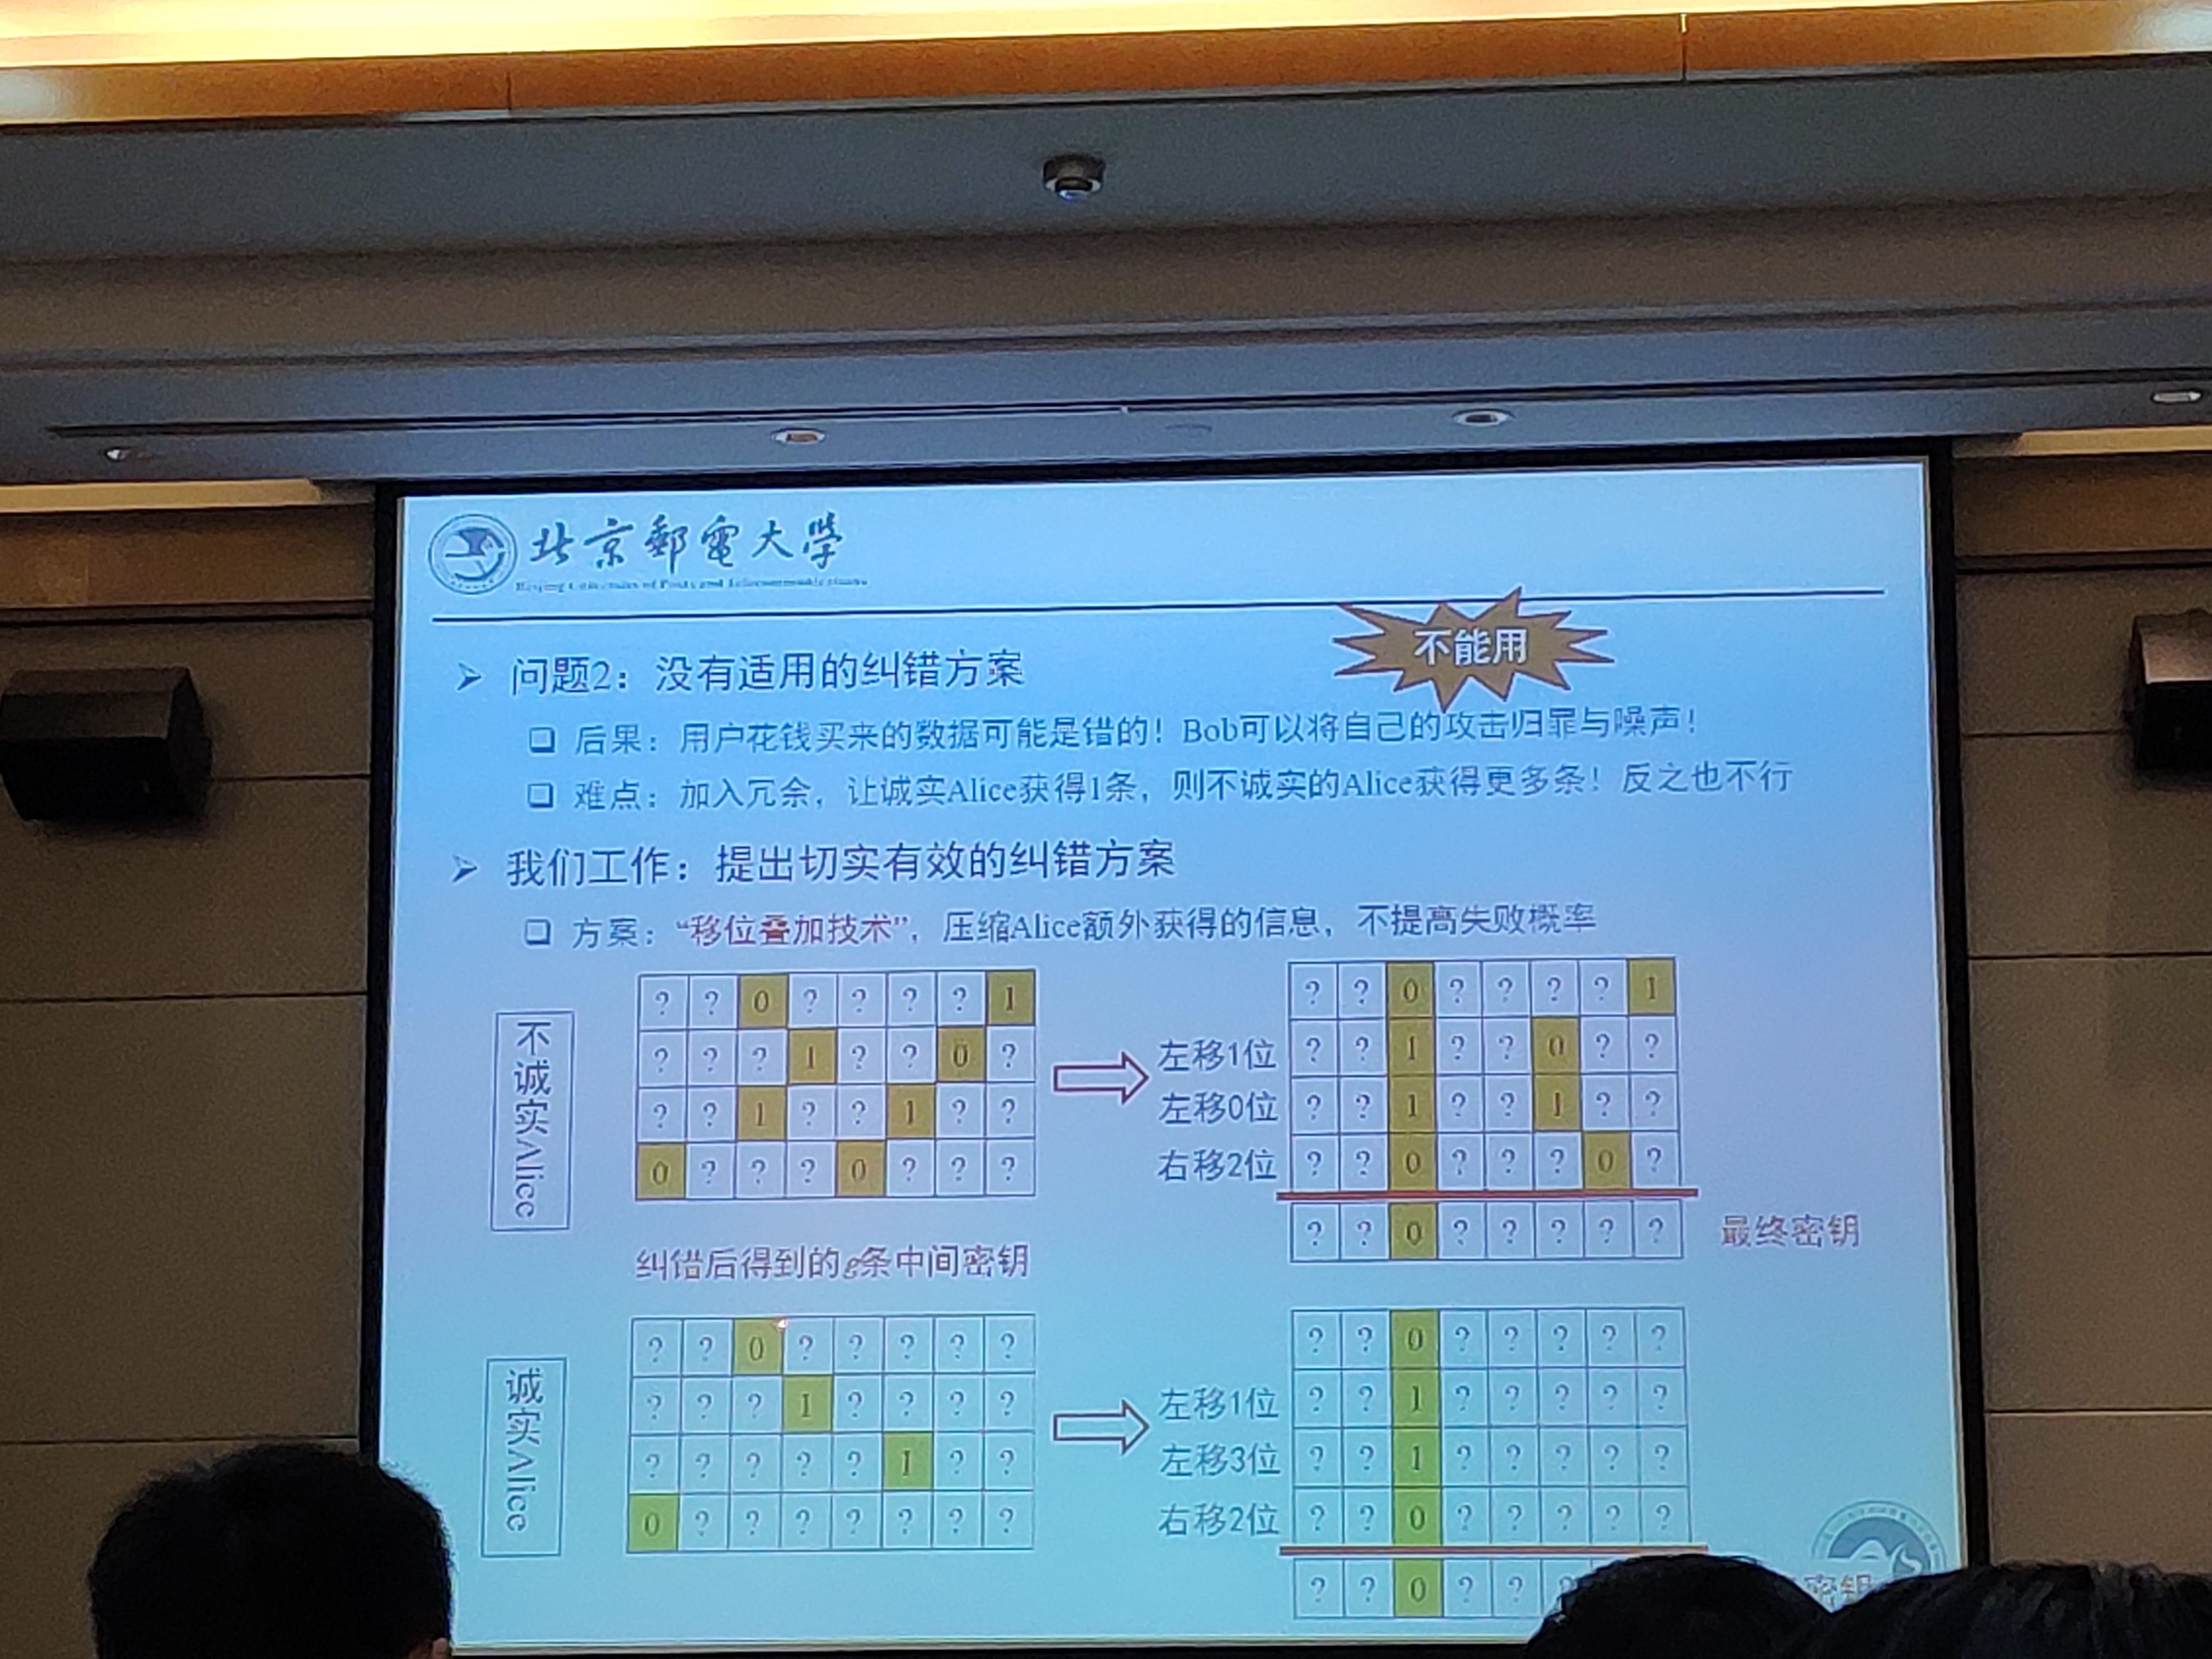 北京郵電大學
Beijing University of Posts and Telecommunications
不能用
问题2：没有适用的纠错方案
后果：用户花钱买来的数据可能是错的！Bob可以将自己的攻击归罪与噪声！
难点：加入冗余，让诚实Alice获得1条，则不诚实的Alice获得更多条！反之也不行
我们工作：提出切实有效的纠错方案
方案：“移位叠加技术”，压缩Alice额外获得的信息，不提高失败概率
不诚实Alice
? ? 0 ? ? ? ? 1
? ? ? 1 ? ? 0 ?
? ? 1 ? ? 1 ? ?
0 ? ? ? 0 ? ? ?
? ? 0 ? ? ? ? 1
左移1位 ? ? 1 ? ? 0 ? ?
左移0位 ? ? 1 ? ? 1 ? ?
右移2位 ? ? 0 ? ? ? 0 ?
? ? 0 ? ? ? ? ? 最终密钥
纠错后得到的g条中间密钥
诚实Alice
? ? 0 ? ? ? ? ?
? ? ? 1 ? ? ? ?
? ? ? ? ? 1 ? ?
0 ? ? ? ? ? ? ?
? ? 0 ? ? ? ? ?
左移1位 ? ? 1 ? ? ? ? ?
左移3位 ? ? 1 ? ? ? ? ?
右移2位 ? ? 0 ? ? ? ? ?
? ? 0 ? ? ? 密钥